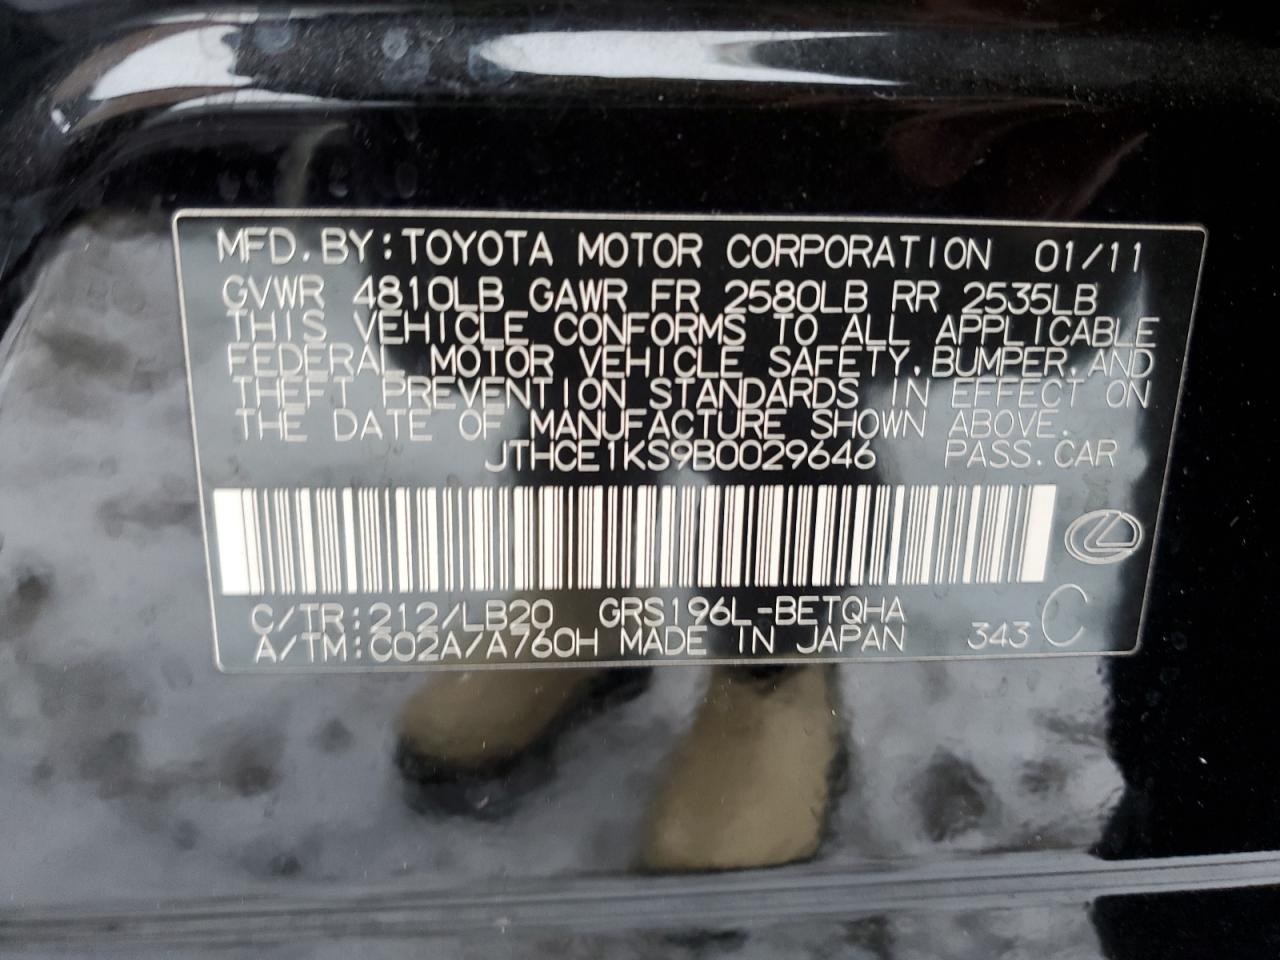 MFD.BY:TOYOTA MOTOR CORPORATION 01/11
GVWR 4810LB GAWR FR 2580LB RR 2535LB
THIS VEHICLE CONFORMS TO ALL APPLICABLE
FEDERAL MOTOR VEHICLE SAFETY,BUMPER,AND
THEFT PREVENTION STANDARDS IN EFFECT ON
THE DATE OF MANUFACTURE SHOWN ABOVE.
JTHCE1KS9B0029646 PASS.CAR
C/TR:212/LB20 GRS196L-BETQHA
A/TM:C02A/A760H MADE IN JAPAN 343 C